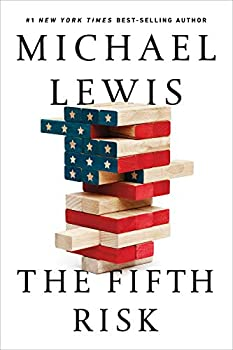 #1 NEW YORK TIMES BEST-SELLING AUTHOR
MICHAEL
LEWIS
THE FIFTH
RISK